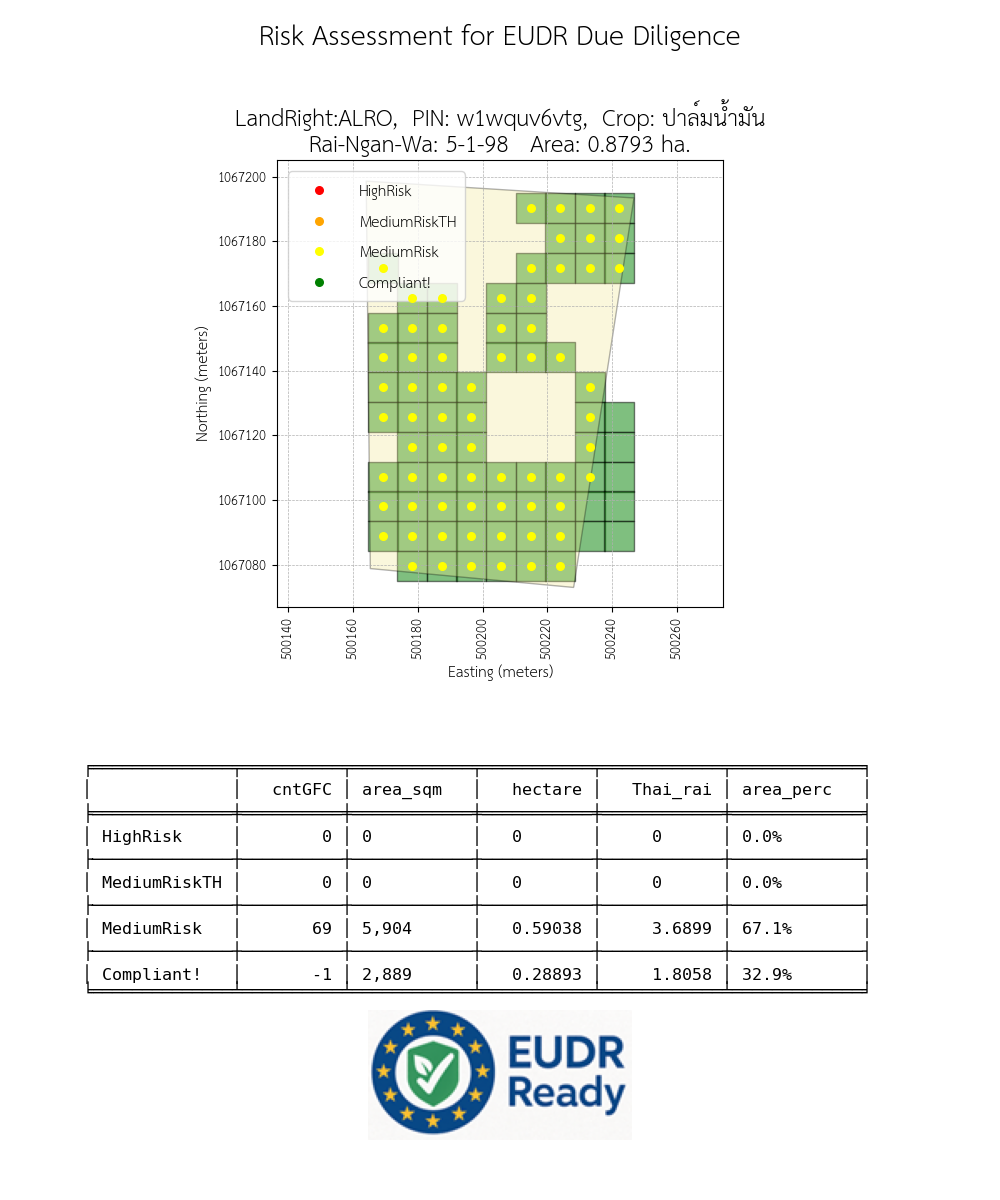 Risk Assessment for EUDR Due Diligence
LandRight:ALRO, PIN: w1wquv6vtg, Crop: ปาล์มน้ำมัน
Rai-Ngan-Wa: 5-1-98 Area: 0.8793 ha.
HighRisk
MediumRiskTH
MediumRisk
Compliant!
1067200
1067180
1067160
1067140
1067120
1067100
1067080
Northing (meters)
500140 500160 500180 500200 500220 500240 500260
Easting (meters)
cntGFC area_sqm hectare Thai_rai area_perc
HighRisk 0 0 0 0 0.0%
MediumRiskTH 0 0 0 0 0.0%
MediumRisk 69 5,904 0.59038 3.6899 67.1%
Compliant! -1 2,889 0.28893 1.8058 32.9%
EUDR
Ready